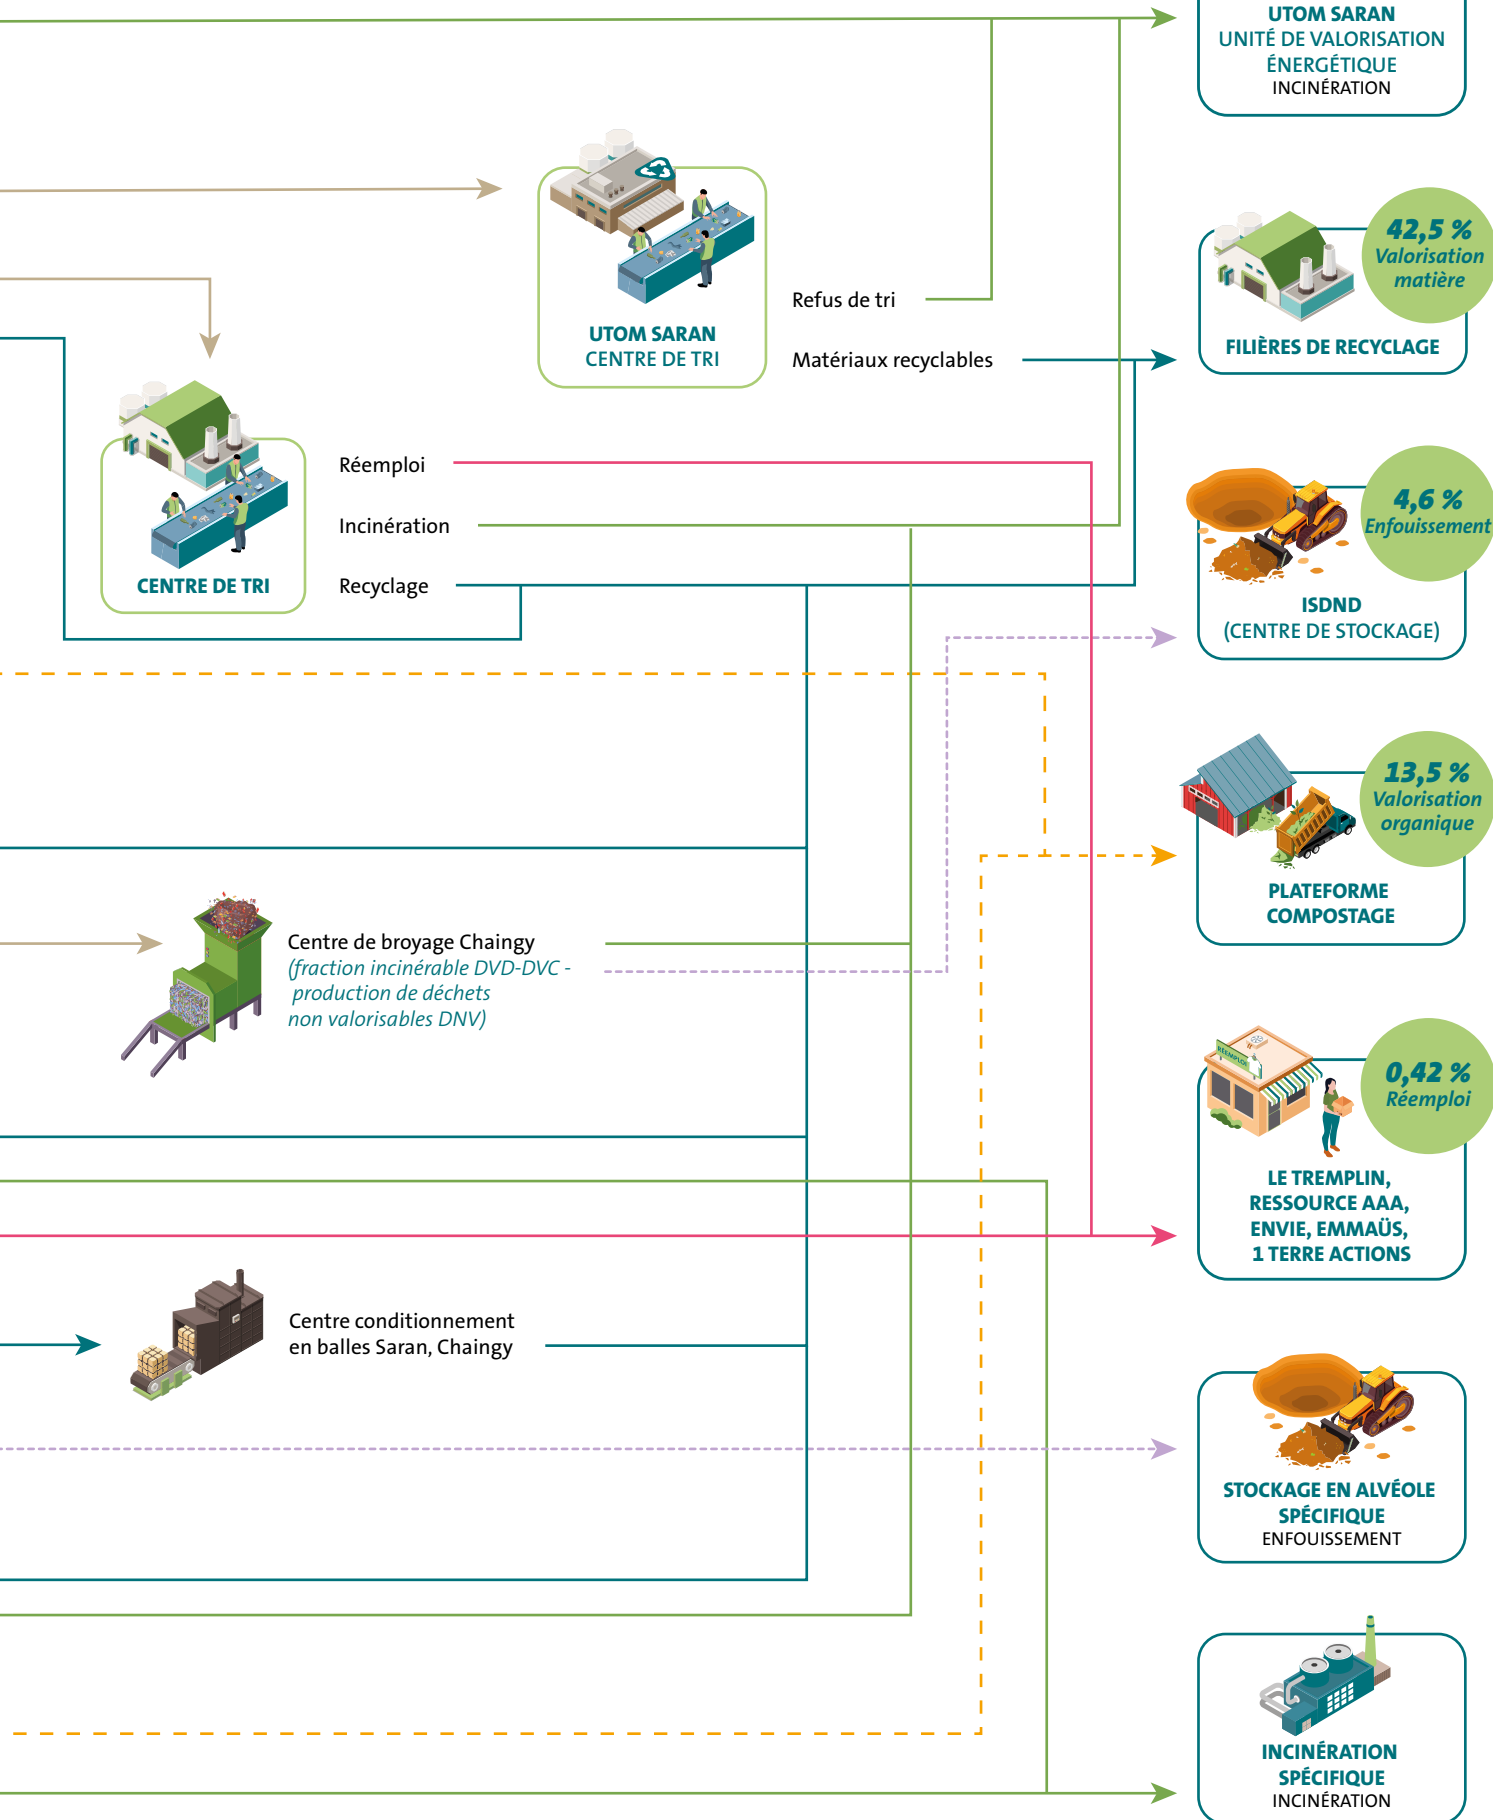 UTOM SARAN
UNITÉ DE VALORISATION
ÉNERGÉTIQUE
INCINÉRATION
UTOM SARAN
CENTRE DE TRI
Refus de tri
Matériaux recyclables
42,5 %
Valorisation
matière
FILIÈRES DE RECYCLAGE
CENTRE DE TRI
Réemploi
Incinération
Recyclage
4,6 %
Enfouissement
ISDND
(CENTRE DE STOCKAGE)
13,5 %
Valorisation
organique
PLATEFORME
COMPOSTAGE
Centre de broyage Chaingy
(fraction incinérable DVD-DVC -
production de déchets
non valorisables DNV)
RÉEMPLOI
0,42 %
Réemploi
LE TREMPLIN,
RESSOURCE AAA,
ENVIE, EMMAÜS,
1 TERRE ACTIONS
Centre conditionnement
en balles Saran, Chaingy
STOCKAGE EN ALVÉOLE
SPÉCIFIQUE
ENFOUISSEMENT
INCINÉRATION
SPÉCIFIQUE
INCINÉRATION